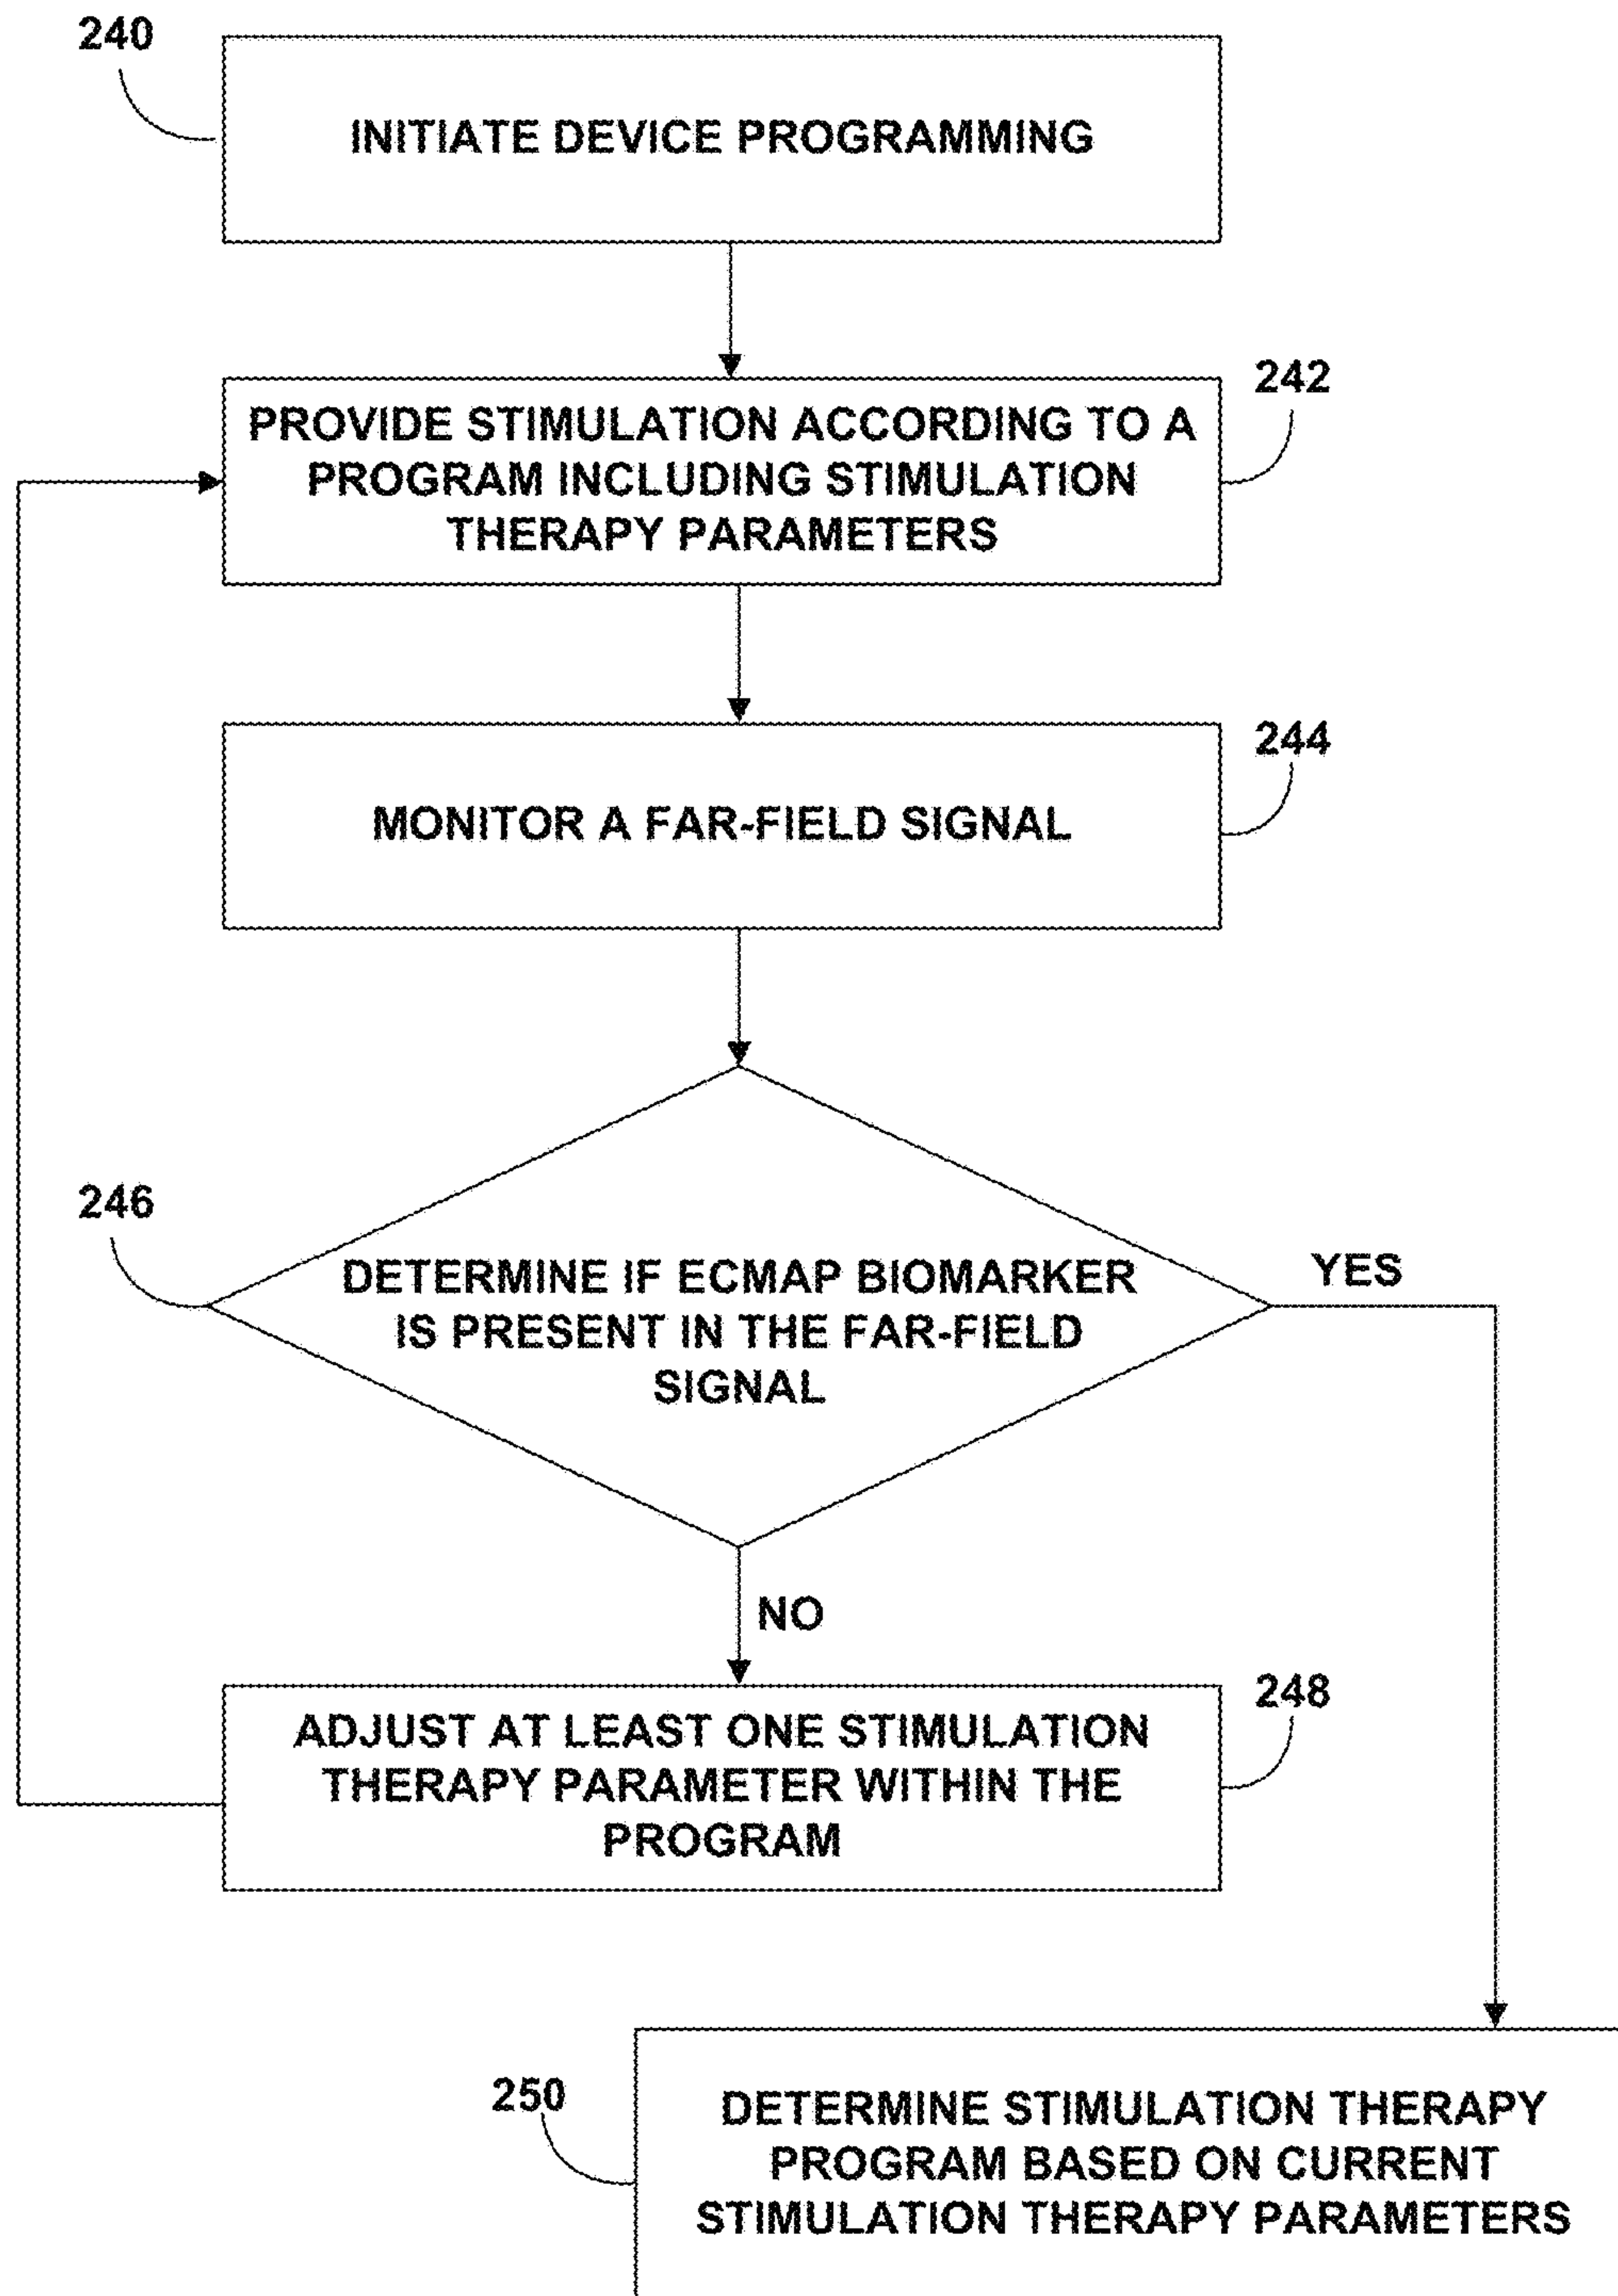 240
INITIATE DEVICE PROGRAMMING
242
PROVIDE STIMULATION ACCORDING TO A
PROGRAM INCLUDING STIMULATION
THERAPY PARAMETERS
244
MONITOR A FAR-FIELD SIGNAL
246
DETERMINE IF ECMAP BIOMARKER
IS PRESENT IN THE FAR-FIELD
SIGNAL
YES
NO
248
ADJUST AT LEAST ONE STIMULATION
THERAPY PARAMETER WITHIN THE
PROGRAM
250
DETERMINE STIMULATION THERAPY
PROGRAM BASED ON CURRENT
STIMULATION THERAPY PARAMETERS